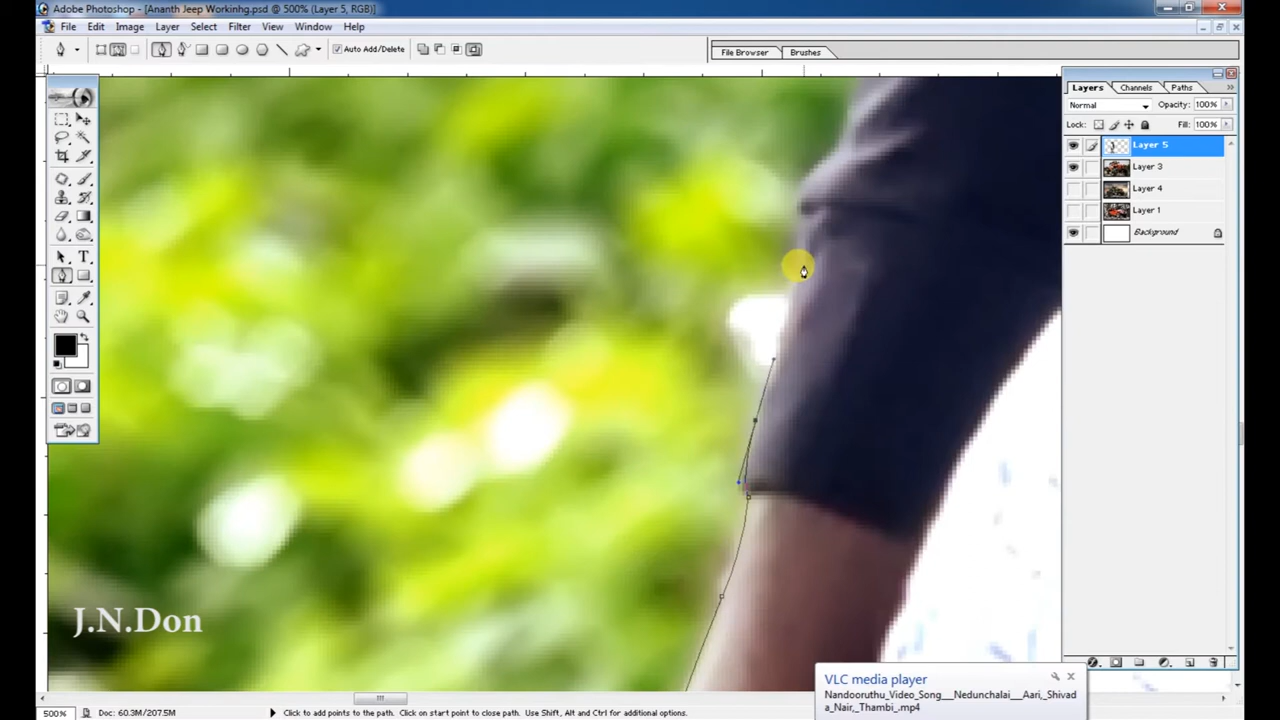 Adobe Photoshop - [Ananth Jeep Workinhg.psd @ 500% (Layer 5, RGB)]
File Edit Image Layer Select Filter View Window Help
Auto Add/Delete
File Browser Brushes
Layers Channels Paths
Normal Opacity: 100%
Lock: Fill: 100%
Layer 5
Layer 3
Layer 4
Layer 1
Background
T
J.N.Don
VLC media player
Nandooruthu_Video_Song__Nedunchalai__Aari,_Shivad
a_Nair,_Thambi_.mp4
500% Doc: 60.3M/207.5M Click to add points to the path. Click on start point to close path. Use Shift, Alt and Ctrl for additional options.